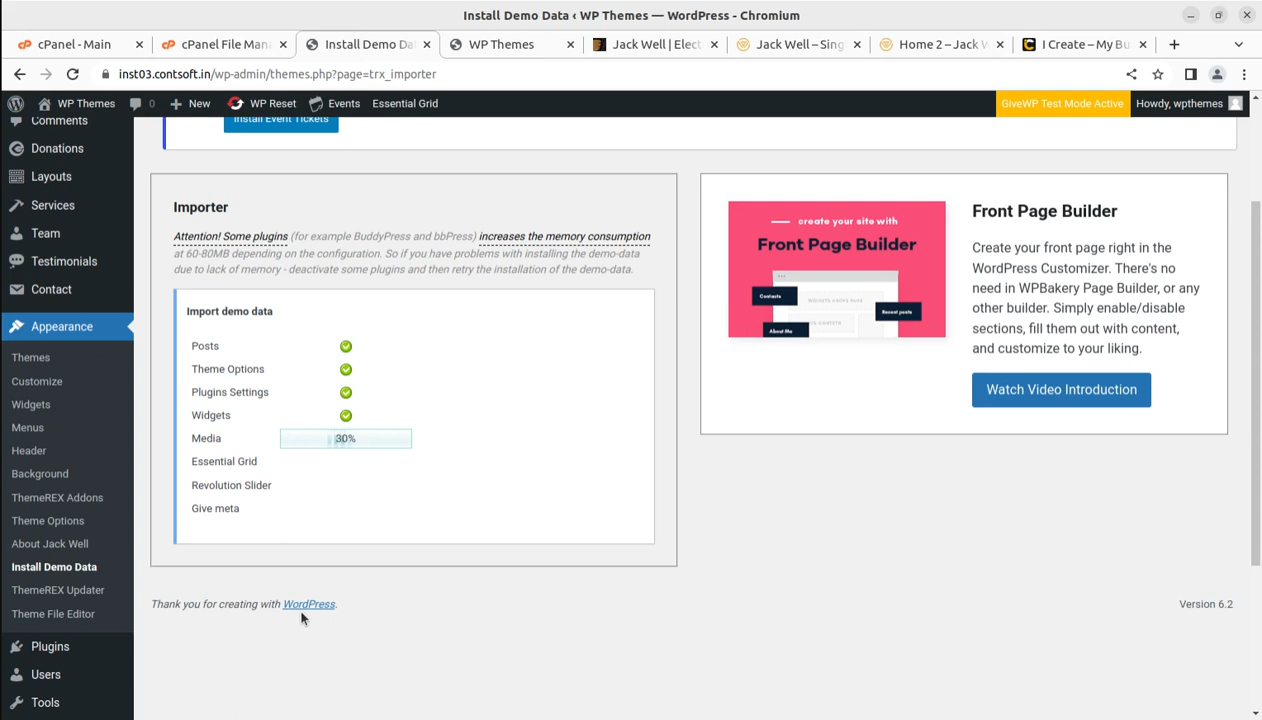 Install Demo Data ‹ WP Themes — WordPress - Chromium
cPanel - Main
cPanel File Man
Install Demo Da
WP Themes
Jack Well | Elect
Jack Well – Sing
Home 2 – Jack W
I Create – My Bu
inst03.contsoft.in/wp-admin/themes.php?page=trx_importer
WP Themes
0
New
WP Reset
Events
Essential Grid
GiveWP Test Mode Active
Howdy, wpthemes
Comments
Donations
Layouts
Services
Team
Testimonials
Contact
Appearance
Themes
Customize
Widgets
Menus
Header
Background
ThemeREX Addons
Theme Options
About Jack Well
Install Demo Data
ThemeREX Updater
Theme File Editor
Plugins
Users
Tools
Install Event Tickets
Importer
Attention! Some plugins (for example BuddyPress and bbPress) increases the memory consumption
at 60-80MB depending on the configuration. So if you have problems with installing the demo-data
due to lack of memory - deactivate some plugins and then retry the installation of the demo-data.
Import demo data
Posts
Theme Options
Plugins Settings
Widgets
Media 30%
Essential Grid
Revolution Slider
Give meta
create your site with
Front Page Builder
Contacts
WIDGETS ABOVE PAGE
Recent posts
About Me
Front Page Builder
Create your front page right in the
WordPress Customizer. There's no
need in WPBakery Page Builder, or any
other builder. Simply enable/disable
sections, fill them out with content,
and customize to your liking.
Watch Video Introduction
Thank you for creating with WordPress.
Version 6.2